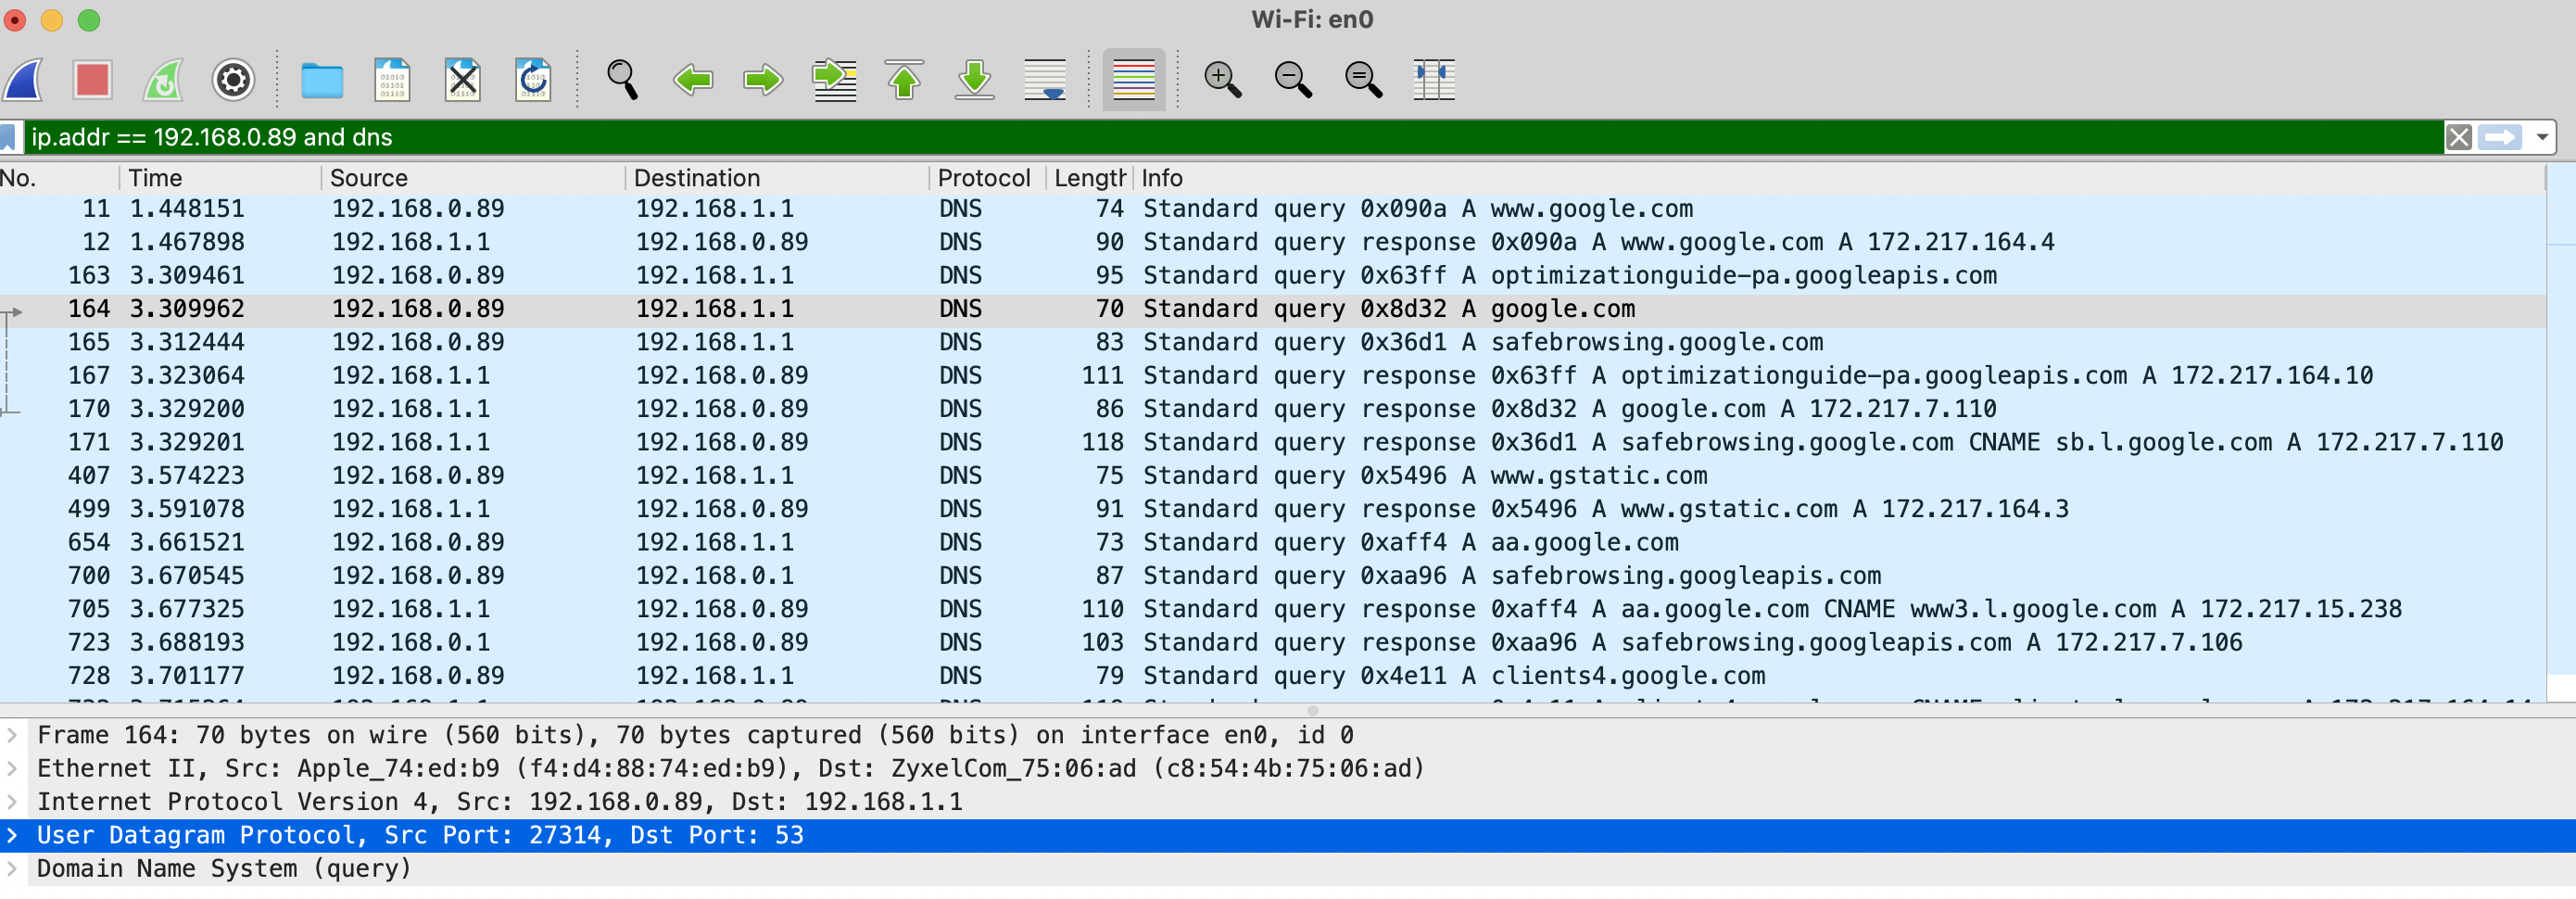 Wi-Fi: en0
ip.addr == 192.168.0.89 and dns
No. Time Source Destination Protocol Length Info
11 1.448151 192.168.0.89 192.168.1.1 DNS 74 Standard query 0x090a A www.google.com
12 1.467898 192.168.1.1 192.168.0.89 DNS 90 Standard query response 0x090a A www.google.com A 172.217.164.4
163 3.309461 192.168.0.89 192.168.1.1 DNS 95 Standard query 0x63ff A optimizationguide-pa.googleapis.com
164 3.309962 192.168.0.89 192.168.1.1 DNS 70 Standard query 0x8d32 A google.com
165 3.312444 192.168.0.89 192.168.1.1 DNS 83 Standard query 0x36d1 A safebrowsing.google.com
167 3.323064 192.168.1.1 192.168.0.89 DNS 111 Standard query response 0x63ff A optimizationguide-pa.googleapis.com A 172.217.164.10
170 3.329200 192.168.1.1 192.168.0.89 DNS 86 Standard query response 0x8d32 A google.com A 172.217.7.110
171 3.329201 192.168.1.1 192.168.0.89 DNS 118 Standard query response 0x36d1 A safebrowsing.google.com CNAME sb.l.google.com A 172.217.7.110
407 3.574223 192.168.0.89 192.168.1.1 DNS 75 Standard query 0x5496 A www.gstatic.com
499 3.591078 192.168.1.1 192.168.0.89 DNS 91 Standard query response 0x5496 A www.gstatic.com A 172.217.164.3
654 3.661521 192.168.0.89 192.168.1.1 DNS 73 Standard query 0xaff4 A aa.google.com
700 3.670545 192.168.0.89 192.168.0.1 DNS 87 Standard query 0xaa96 A safebrowsing.googleapis.com
705 3.677325 192.168.1.1 192.168.0.89 DNS 110 Standard query response 0xaff4 A aa.google.com CNAME www3.l.google.com A 172.217.15.238
723 3.688193 192.168.0.1 192.168.0.89 DNS 103 Standard query response 0xaa96 A safebrowsing.googleapis.com A 172.217.7.106
728 3.701177 192.168.0.89 192.168.1.1 DNS 79 Standard query 0x4e11 A clients4.google.com
Frame 164: 70 bytes on wire (560 bits), 70 bytes captured (560 bits) on interface en0, id 0
Ethernet II, Src: Apple_74:ed:b9 (f4:d4:88:74:ed:b9), Dst: ZyxelCom_75:06:ad (c8:54:4b:75:06:ad)
Internet Protocol Version 4, Src: 192.168.0.89, Dst: 192.168.1.1
User Datagram Protocol, Src Port: 27314, Dst Port: 53
Domain Name System (query)